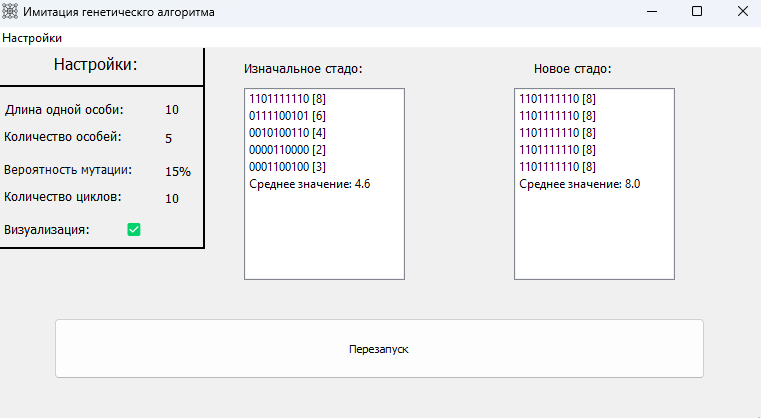 Имитация генетическго алгоритма
Настройки
Настройки:
Длина одной особи: 10
Количество особей: 5
Вероятность мутации: 15%
Количество циклов: 10
Визуализация:
Изначальное стадо:
1101111110 [8]
0111100101 [6]
0010100110 [4]
0000110000 [2]
0001100100 [3]
Среднее значение: 4.6
Новое стадо:
1101111110 [8]
1101111110 [8]
1101111110 [8]
1101111110 [8]
1101111110 [8]
Среднее значение: 8.0
Перезапуск